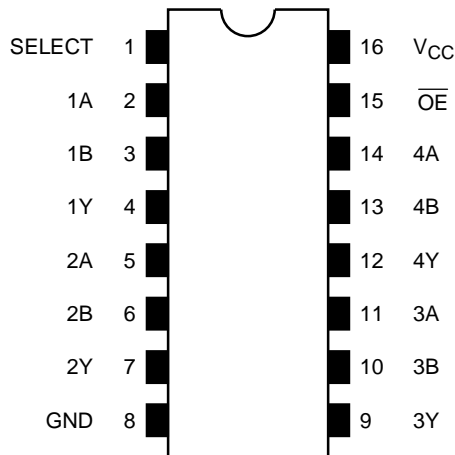 SELECT 1 16 VCC
1A 2 15 OE
1B 3 14 4A
1Y 4 13 4B
2A 5 12 4Y
2B 6 11 3A
2Y 7 10 3B
GND 8 9 3Y